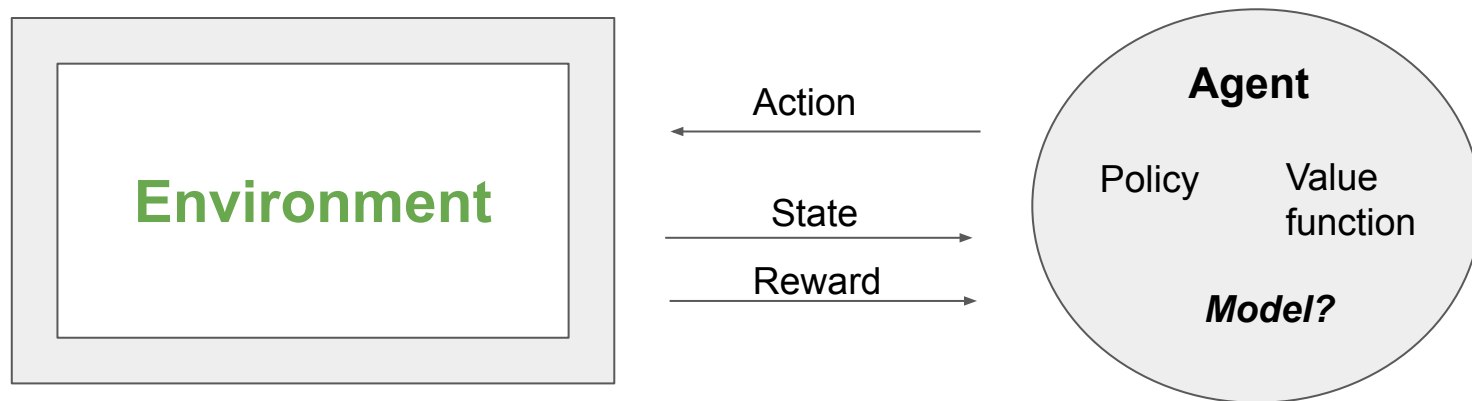 Environment
Action
State
Reward
Agent
Policy
Value
function
Model?